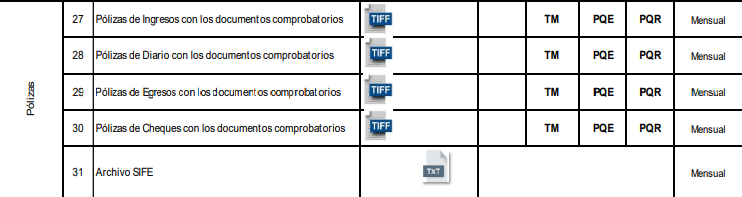 27 Pólizas de Ingresos con los documentos comprobatorios TIFF TM PQE PQR Mensual
28 Pólizas de Diario con los documentos comprobatorios TIFF TM PQE PQR Mensual
Pólizas
29 Pólizas de Egresos con los documentos comprobatorios TIFF TM PQE PQR Mensual
30 Pólizas de Cheques con los documentos comprobatorios TIFF TM PQE PQR Mensual
31 Archivo SIFE TXT Mensual